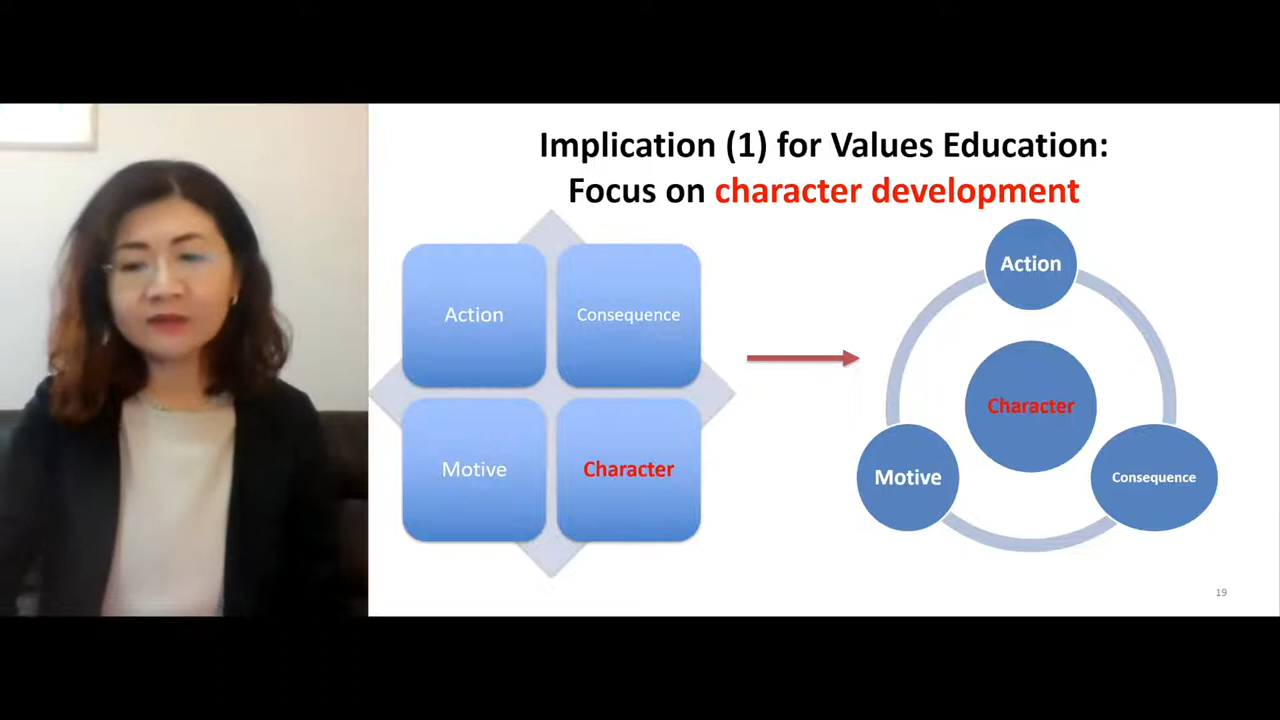 Implication (1) for Values Education:
Focus on character development
Action
Consequence
Motive
Character
Action
Character
Motive
Consequence
19